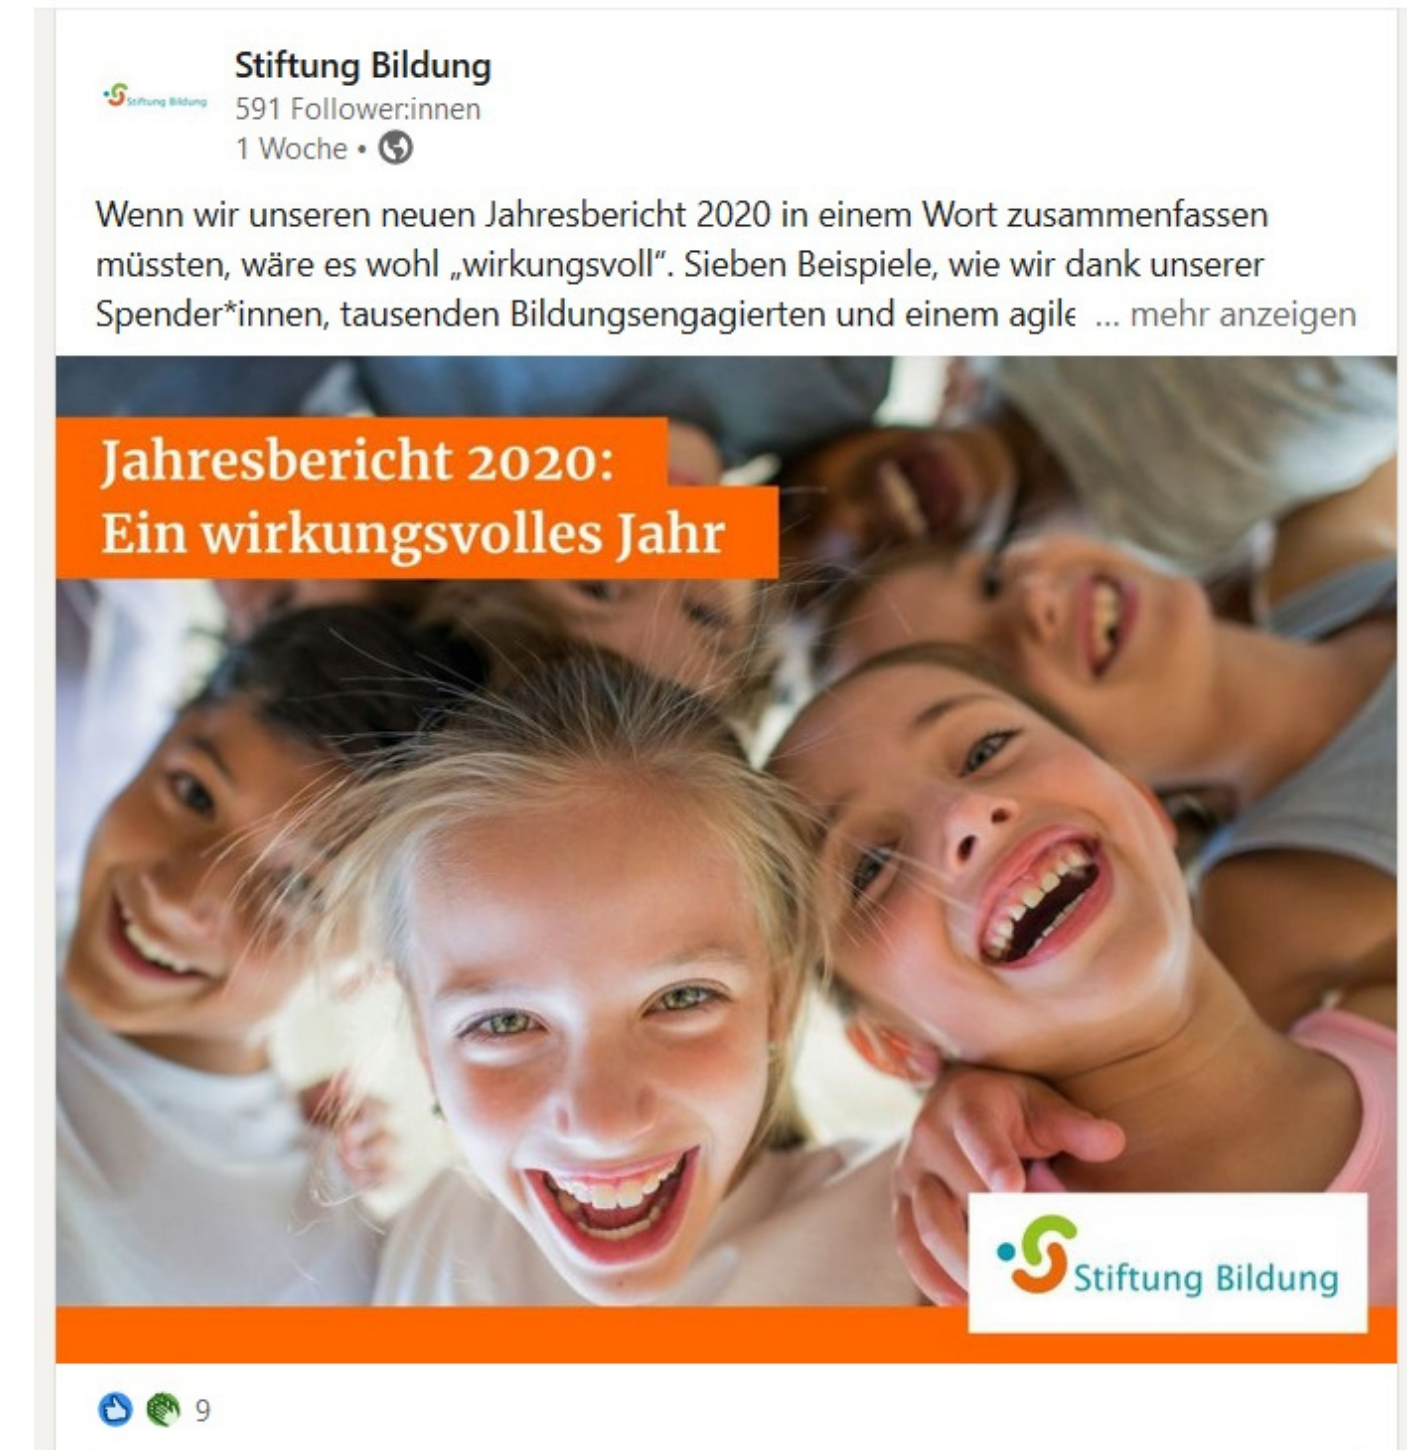 Stiftung Bildung
Stiftung Bildung
591 Follower:innen
1 Woche •
Wenn wir unseren neuen Jahresbericht 2020 in einem Wort zusammenfassen
müssten, wäre es wohl „wirkungsvoll“. Sieben Beispiele, wie wir dank unserer
Spender*innen, tausenden Bildungsengagierten und einem agile ... mehr anzeigen
Jahresbericht 2020:
Ein wirkungsvolles Jahr
Stiftung Bildung
9